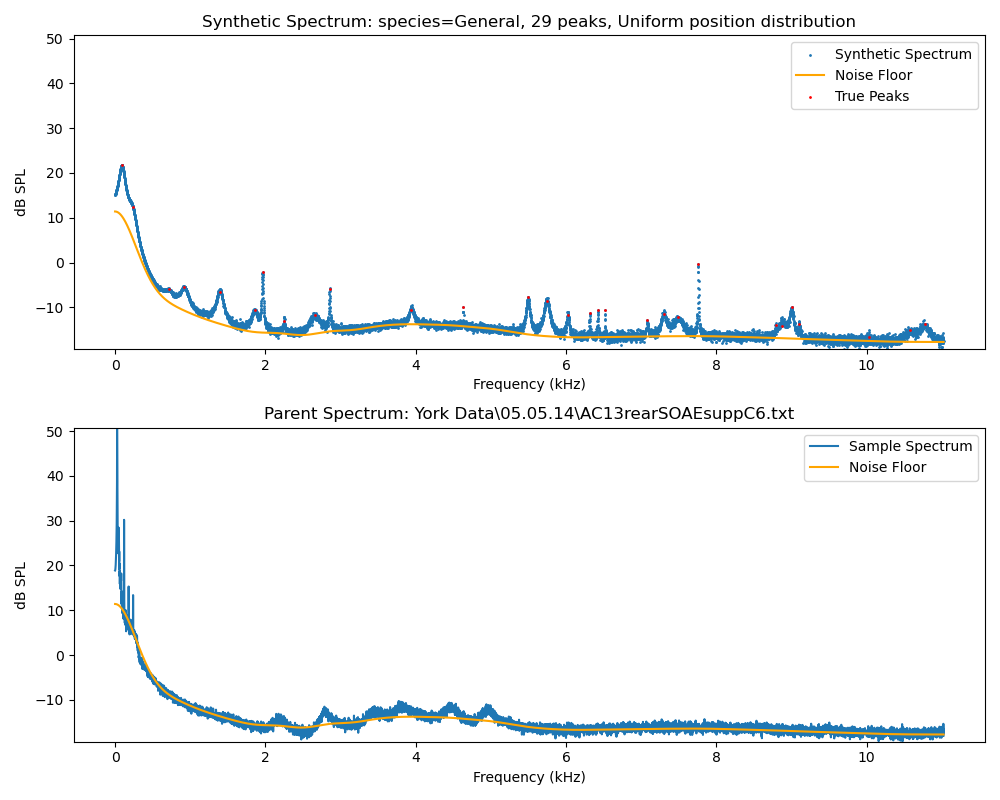 Synthetic Spectrum: species=General, 29 peaks, Uniform position distribution
50
40
30
20
10
0
−10
dB SPL
Synthetic Spectrum
Noise Floor
True Peaks
0 2 4 6 8 10
Frequency (kHz)
Parent Spectrum: York Data\05.05.14\AC13rearSOAEsuppC6.txt
50
40
30
20
10
0
−10
dB SPL
Sample Spectrum
Noise Floor
0 2 4 6 8 10
Frequency (kHz)